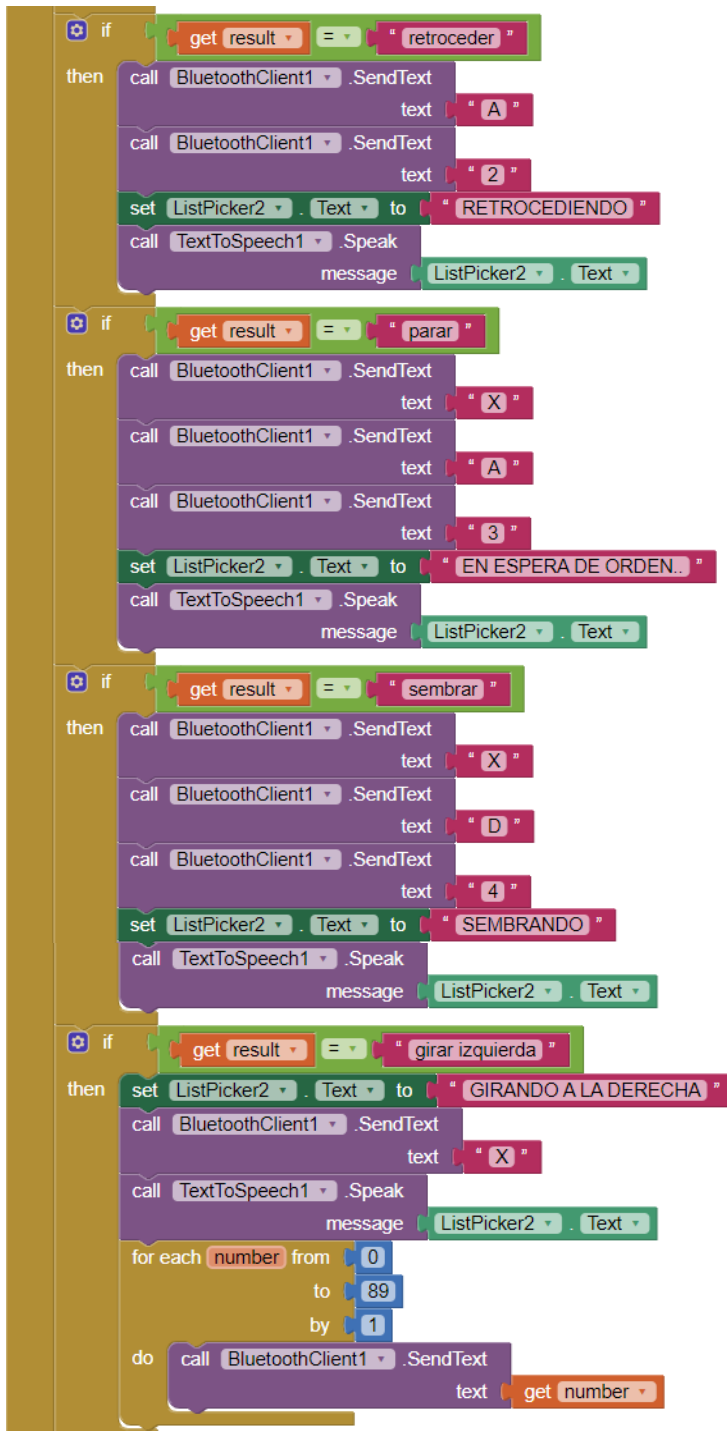 if get result = " retroceder "
then call BluetoothClient1 .SendText
text " A "
call BluetoothClient1 .SendText
text " 2 "
set ListPicker2 . Text to " RETROCEDIENDO "
call TextToSpeech1 .Speak
message ListPicker2 . Text
if get result = " parar "
then call BluetoothClient1 .SendText
text " X "
call BluetoothClient1 .SendText
text " A "
call BluetoothClient1 .SendText
text " 3 "
set ListPicker2 . Text to " EN ESPERA DE ORDEN.. "
call TextToSpeech1 .Speak
message ListPicker2 . Text
if get result = " sembrar "
then call BluetoothClient1 .SendText
text " X "
call BluetoothClient1 .SendText
text " D "
call BluetoothClient1 .SendText
text " 4 "
set ListPicker2 . Text to " SEMBRANDO "
call TextToSpeech1 .Speak
message ListPicker2 . Text
if get result = " girar izquierda "
then set ListPicker2 . Text to " GIRANDO A LA DERECHA "
call BluetoothClient1 .SendText
text " X "
call TextToSpeech1 .Speak
message ListPicker2 . Text
for each number from 0
to 89
by 1
do call BluetoothClient1 .SendText
text get number